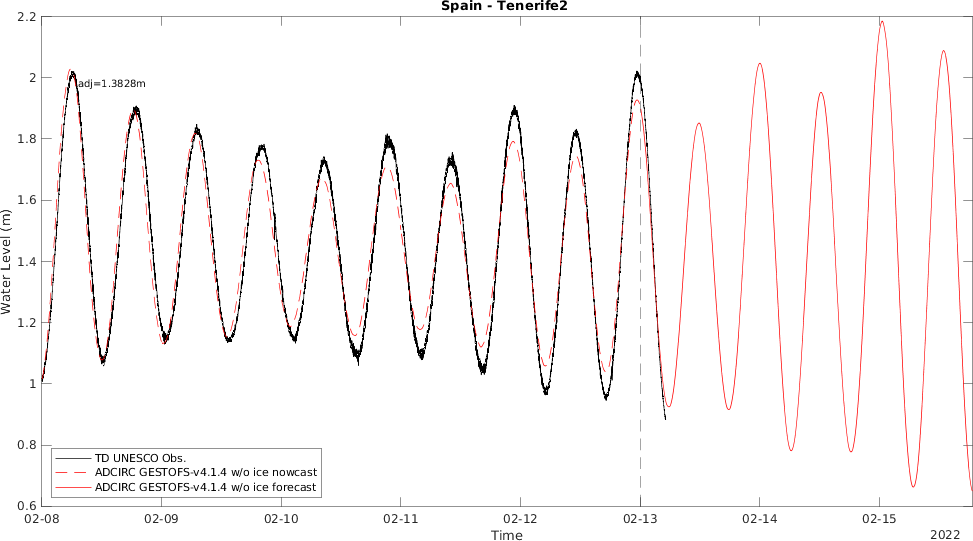 Spain - Tenerife2
2.2
2
1.8
1.6
1.4
1.2
1
0.8
0.6
Water Level (m)
adj=1.3828m
TD UNESCO Obs.
ADCIRC GESTOFS-v4.1.4 w/o ice nowcast
ADCIRC GESTOFS-v4.1.4 w/o ice forecast
02-08 02-09 02-10 02-11 02-12 02-13 02-14 02-15
Time
2022